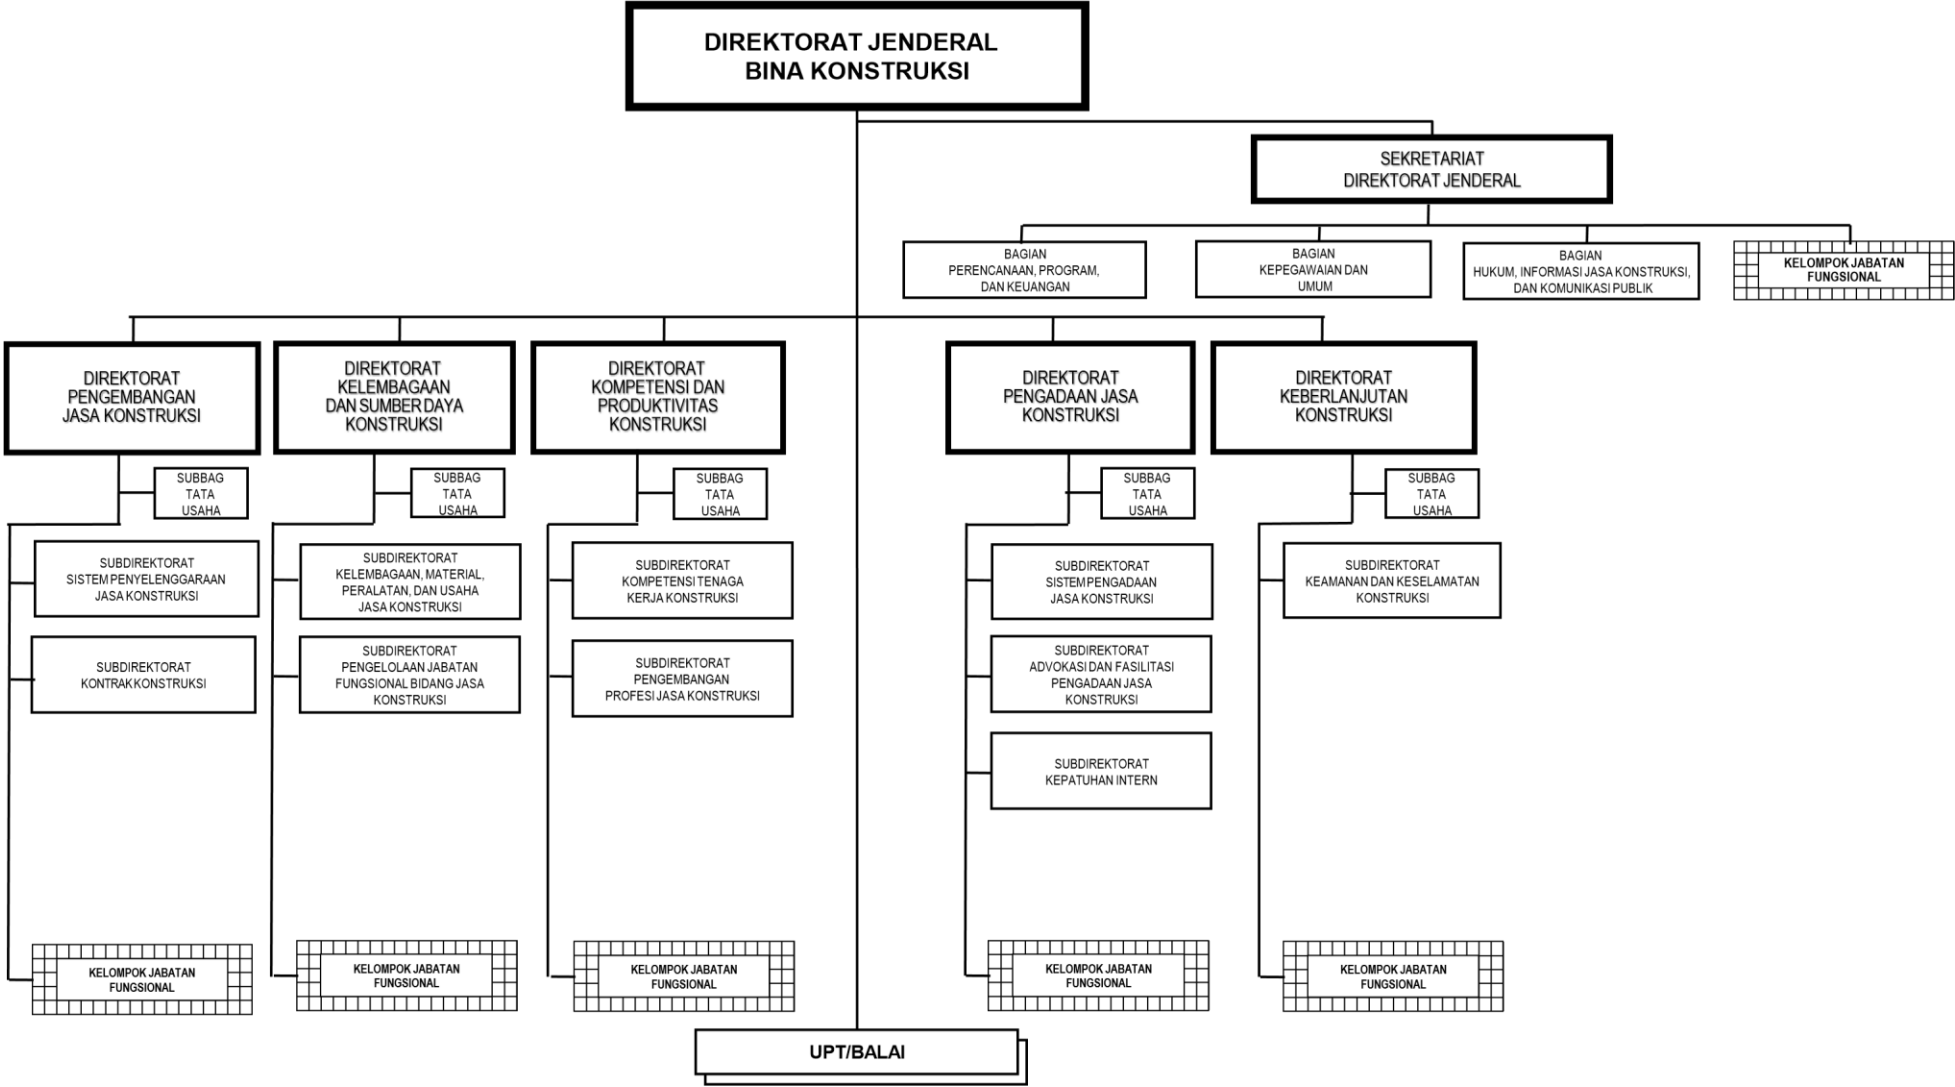 DIREKTORAT JENDERAL
BINA KONSTRUKSI
SEKRETARIAT
DIREKTORAT JENDERAL
BAGIAN
PERENCANAAN, PROGRAM,
DAN KEUANGAN
BAGIAN
KEPEGAWAIAN DAN
UMUM
BAGIAN
HUKUM, INFORMASI JASA KONSTRUKSI,
DAN KOMUNIKASI PUBLIK
KELOMPOK JABATAN
FUNGSIONAL
DIREKTORAT
PENGEMBANGAN
JASA KONSTRUKSI
DIREKTORAT
KELEMBAGAAN
DAN SUMBER DAYA
KONSTRUKSI
DIREKTORAT
KOMPETENSI DAN
PRODUKTIVITAS
KONSTRUKSI
DIREKTORAT
PENGADAAN JASA
KONSTRUKSI
DIREKTORAT
KEBERLANJUTAN
KONSTRUKSI
SUBBAG
TATA
USAHA
SUBBAG
TATA
USAHA
SUBBAG
TATA
USAHA
SUBBAG
TATA
USAHA
SUBBAG
TATA
USAHA
SUBDIREKTORAT
SISTEM PENYELENGGARAAN
JASA KONSTRUKSI
SUBDIREKTORAT
KELEMBAGAAN, MATERIAL,
PERALATAN, DAN USAHA
JASA KONSTRUKSI
SUBDIREKTORAT
KOMPETENSI TENAGA
KERJA KONSTRUKSI
SUBDIREKTORAT
SISTEM PENGADAAN
JASA KONSTRUKSI
SUBDIREKTORAT
KEAMANAN DAN KESELAMATAN
KONSTRUKSI
SUBDIREKTORAT
KONTRAK KONSTRUKSI
SUBDIREKTORAT
PENGELOLAAN JABATAN
FUNGSIONAL BIDANG JASA
KONSTRUKSI
SUBDIREKTORAT
PENGEMBANGAN
PROFESI JASA KONSTRUKSI
SUBDIREKTORAT
ADVOKASI DAN FASILITASI
PENGADAAN JASA
KONSTRUKSI
SUBDIREKTORAT
KEPATUHAN INTERN
KELOMPOK JABATAN
FUNGSIONAL
KELOMPOK JABATAN
FUNGSIONAL
KELOMPOK JABATAN
FUNGSIONAL
KELOMPOK JABATAN
FUNGSIONAL
KELOMPOK JABATAN
FUNGSIONAL
UPT/BALAI